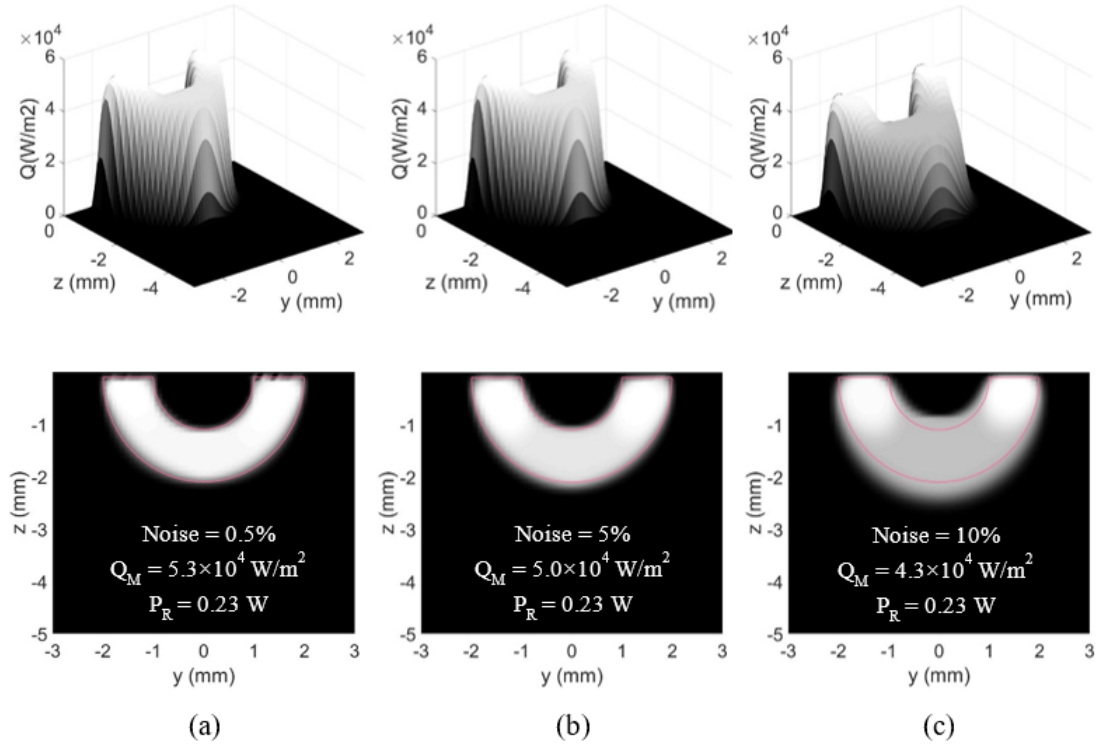 ×10⁴
×10⁴
×10⁴
6
4
2
0
Q(W/m2)
0
-2
-4
z (mm)
-2
0
2
y (mm)
6
4
2
0
Q(W/m2)
0
-2
-4
z (mm)
-2
0
2
y (mm)
6
4
2
0
Q(W/m2)
0
-2
-4
z (mm)
-2
0
2
y (mm)
-1
-2
-3
-4
-5
z (mm)
Noise = 0.5%
Q_M = 5.3×10⁴ W/m²
P_R = 0.23 W
-3 -2 -1 0 1 2 3
y (mm)
(a)
-1
-2
-3
-4
-5
z (mm)
Noise = 5%
Q_M = 5.0×10⁴ W/m²
P_R = 0.23 W
-3 -2 -1 0 1 2 3
y (mm)
(b)
-1
-2
-3
-4
-5
z (mm)
Noise = 10%
Q_M = 4.3×10⁴ W/m²
P_R = 0.23 W
-3 -2 -1 0 1 2 3
y (mm)
(c)